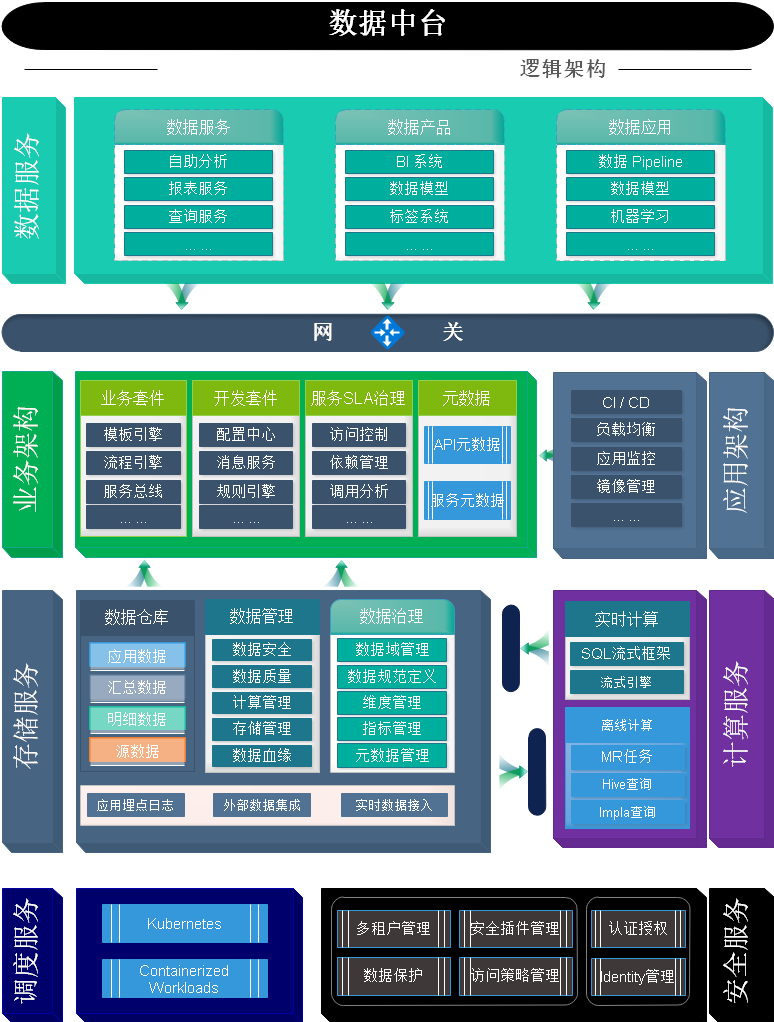 数据中台
逻辑架构
数据服务
数据服务
自助分析
报表服务
查询服务
... ...
数据产品
BI 系统
数据模型
标签系统
... ...
数据应用
数据 Pipeline
数据模型
机器学习
... ...
网 关
业务架构
业务套件
模板引擎
流程引擎
服务总线
... ...
开发套件
配置中心
消息服务
规则引擎
... ...
服务SLA治理
访问控制
依赖管理
调用分析
... ...
元数据
API元数据
服务元数据
CI / CD
负载均衡
应用监控
镜像管理
... ...
应用架构
存储服务
数据仓库
应用数据
汇总数据
明细数据
源数据
数据管理
数据安全
数据质量
计算管理
存储管理
数据血缘
数据治理
数据域管理
数据规范定义
维度管理
指标管理
元数据管理
应用埋点日志
外部数据集成
实时数据接入
实时计算
SQL流式框架
流式引擎
离线计算
MR任务
Hive查询
Impla查询
计算服务
调度服务
Kubernetes
Containerized
Workloads
多租户管理
安全插件管理
认证授权
数据保护
访问策略管理
Identity管理
安全服务